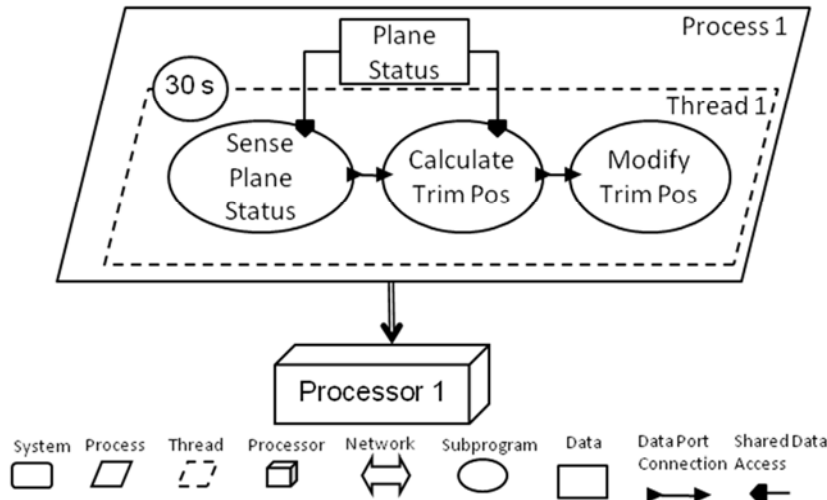 Process 1
Plane
Status
30 s
Thread 1
Sense
Plane
Status
Calculate
Trim Pos
Modify
Trim Pos
Processor 1
System
Process
Thread
Processor
Network
Subprogram
Data
Data Port
Connection
Shared Data
Access